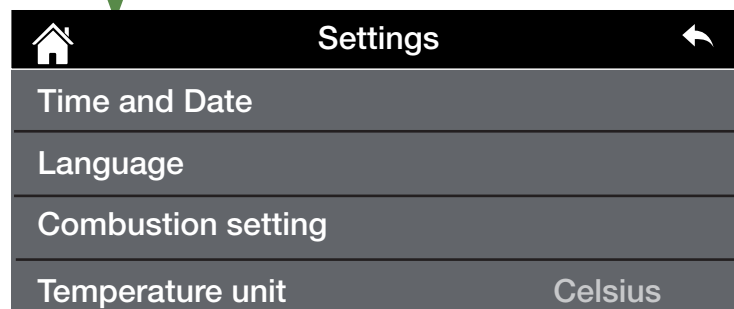 Settings
Time and Date
Language
Combustion setting
Temperature unit Celsius